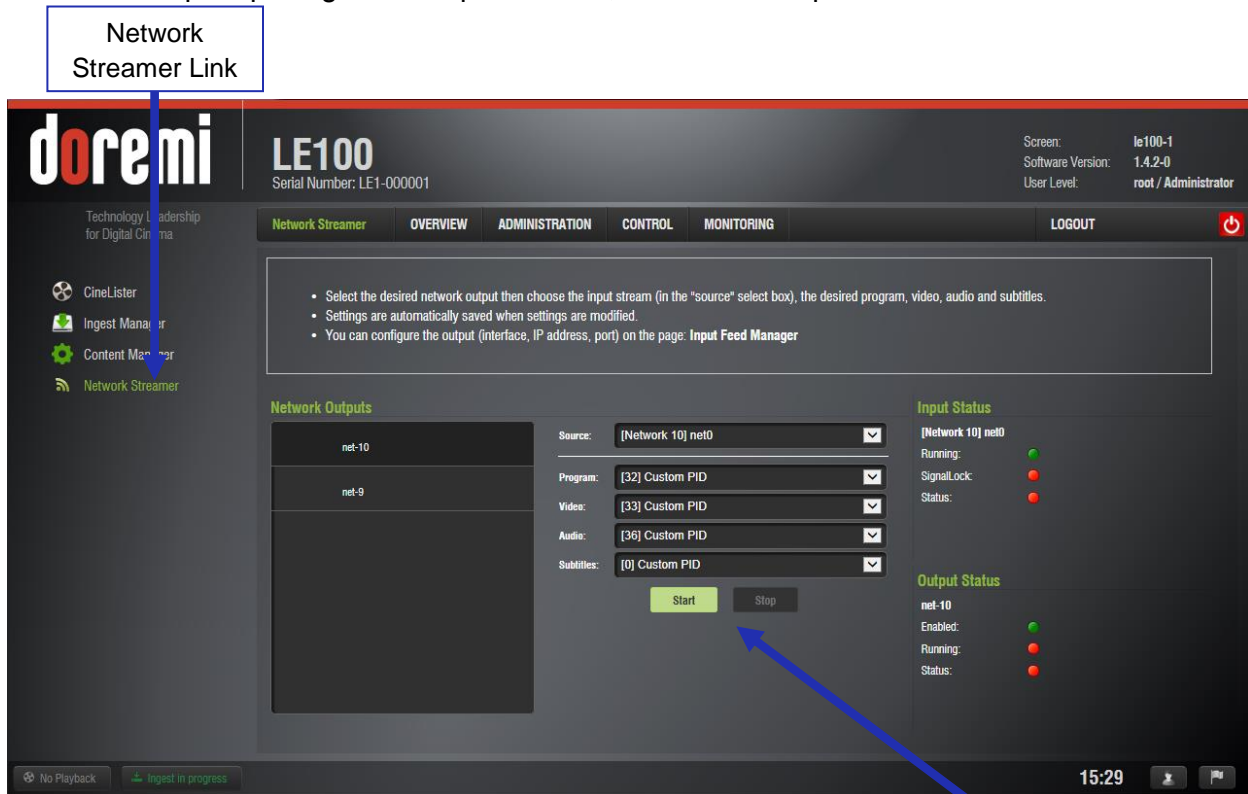 Network
Streamer Link
doremi
Technology Leadership
for Digital Cinema
LE100
Serial Number: LE1-000001
Screen: le100-1
Software Version: 1.4.2-0
User Level: root / Administrator
Network Streamer OVERVIEW ADMINISTRATION CONTROL MONITORING LOGOUT
CineLister
Ingest Manager
Content Manager
Network Streamer
• Select the desired network output then choose the input stream (in the "source" select box), the desired program, video, audio and subtitles.
• Settings are automatically saved when settings are modified.
• You can configure the output (interface, IP address, port) on the page: Input Feed Manager
Network Outputs
net-10
net-9
Source: [Network 10] net0
Program: [32] Custom PID
Video: [33] Custom PID
Audio: [36] Custom PID
Subtitles: [0] Custom PID
Start Stop
Input Status
[Network 10] net0
Running:
SignalLock:
Status:
Output Status
net-10
Enabled:
Running:
Status:
No Playback Ingest in progress 15:29